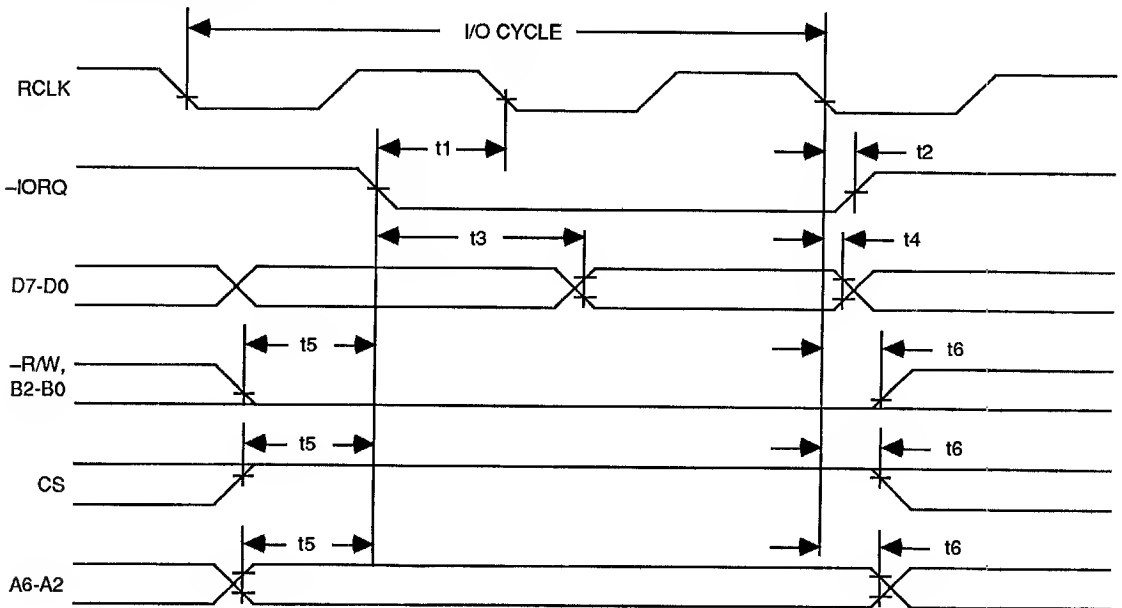 I/O CYCLE
RCLK
t1
t2
–IORQ
t3
t4
D7-D0
t5
t6
–R/W,
B2-B0
t5
t6
CS
t5
t6
A6-A2